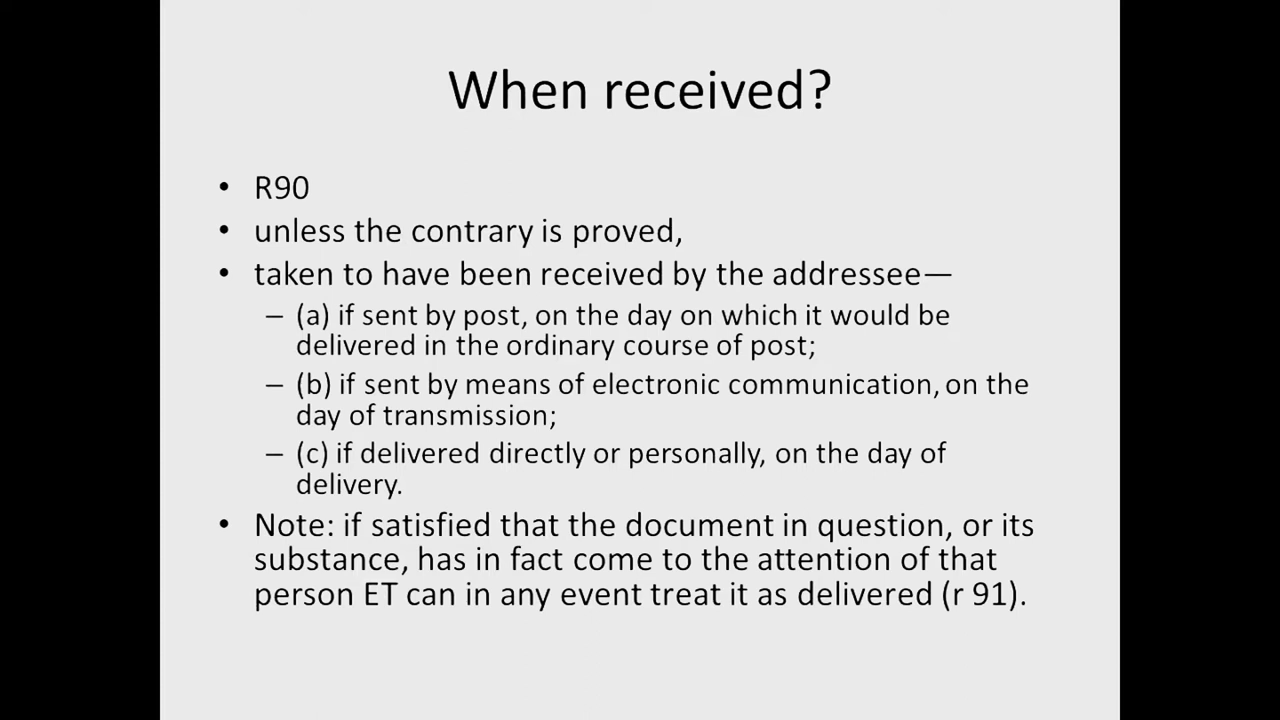 When received?
• R90
• unless the contrary is proved,
• taken to have been received by the addressee—
– (a) if sent by post, on the day on which it would be
delivered in the ordinary course of post;
– (b) if sent by means of electronic communication, on the
day of transmission;
– (c) if delivered directly or personally, on the day of
delivery.
• Note: if satisfied that the document in question, or its
substance, has in fact come to the attention of that
person ET can in any event treat it as delivered (r 91).